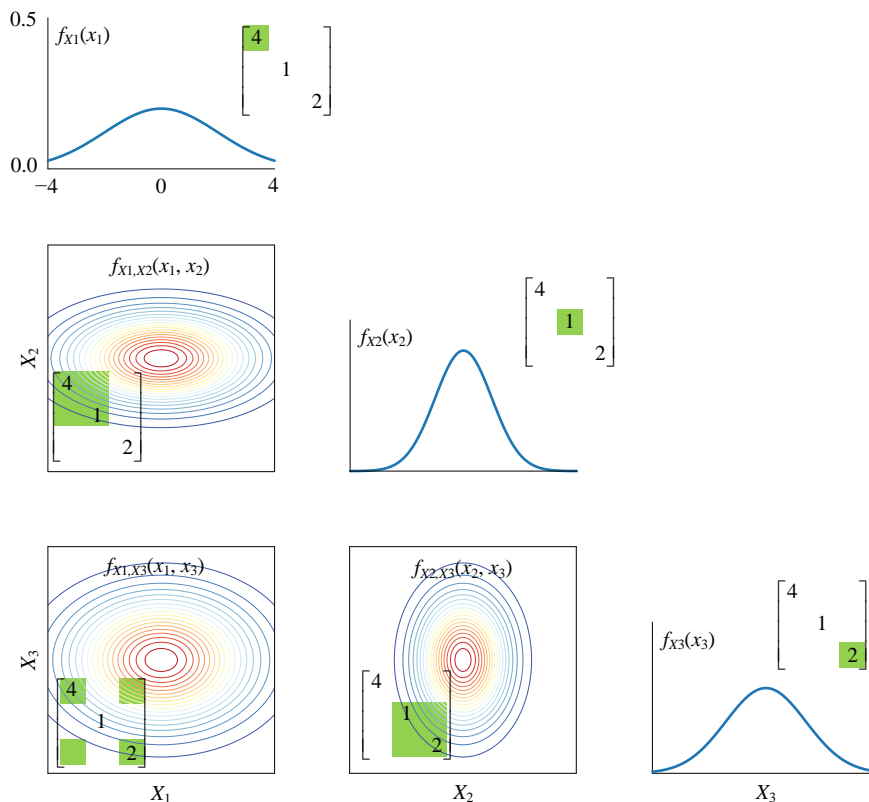 0.5
f_{X1}(x_1)
4
1
2
0.0
−4
0
4
f_{X1,X2}(x_1, x_2)
X_2
4
1
2
f_{X2}(x_2)
4
1
2
f_{X1,X3}(x_1, x_3)
X_3
4
1
2
X_1
f_{X2,X3}(x_2, x_3)
4
1
2
X_2
f_{X3}(x_3)
4
1
2
X_3